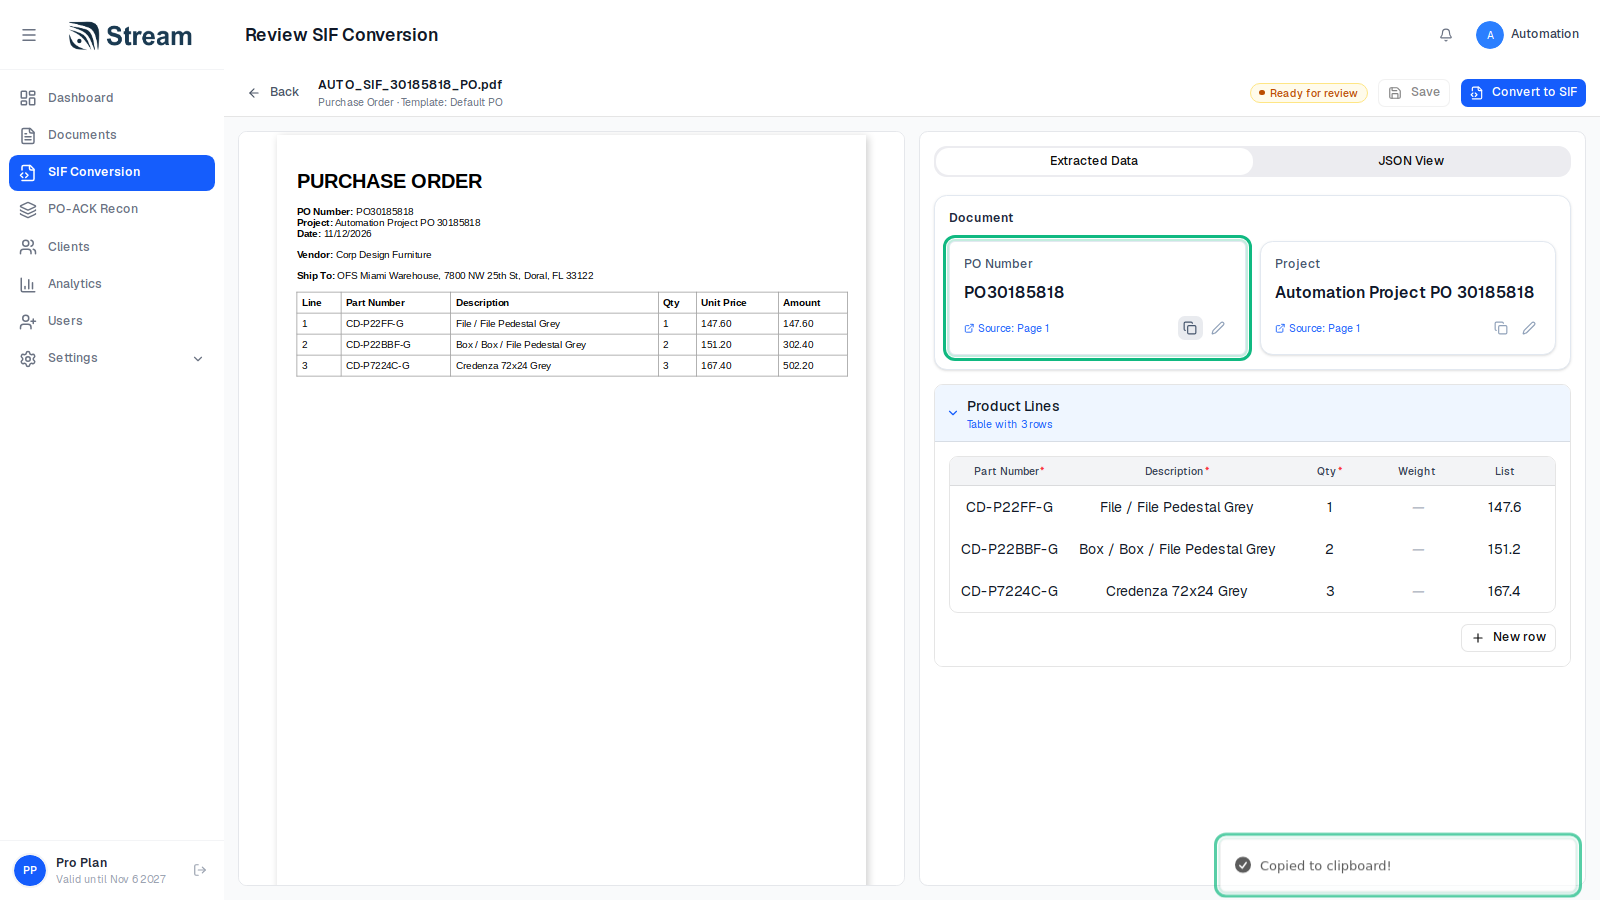 Stream
Review SIF Conversion
A
Automation
Dashboard
Documents
SIF Conversion
PO-ACK Recon
Clients
Analytics
Users
Settings
PP
Pro Plan
Valid until Nov 6 2027
Back
AUTO_SIF_30185818_PO.pdf
Purchase Order · Template: Default PO
Ready for review
Save
Convert to SIF
PURCHASE ORDER
PO Number: PO30185818
Project: Automation Project PO 30185818
Date: 11/12/2026
Vendor: Corp Design Furniture
Ship To: OFS Miami Warehouse, 7800 NW 25th St, Doral, FL 33122
Line Part Number Description Qty Unit Price Amount
1 CD-P22FF-G File / File Pedestal Grey 1 147.60 147.60
2 CD-P22BBF-G Box / Box / File Pedestal Grey 2 151.20 302.40
3 CD-P7224C-G Credenza 72x24 Grey 3 167.40 502.20
Extracted Data
JSON View
Document
PO Number
PO30185818
Source: Page 1
Project
Automation Project PO 30185818
Source: Page 1
Product Lines
Table with 3 rows
Part Number* Description* Qty* Weight List
CD-P22FF-G File / File Pedestal Grey 1 — 147.6
CD-P22BBF-G Box / Box / File Pedestal Grey 2 — 151.2
CD-P7224C-G Credenza 72x24 Grey 3 — 167.4
New row
Copied to clipboard!